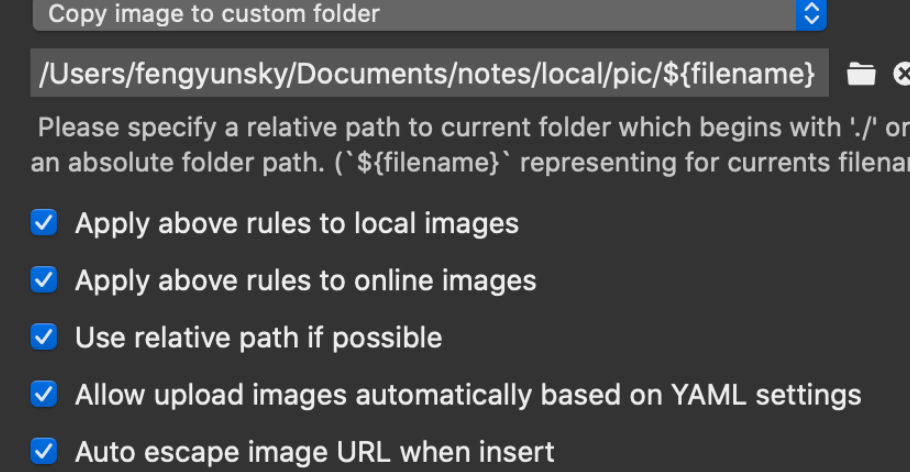 Copy image to custom folder
/Users/fengyunsky/Documents/notes/local/pic/${filename}
Please specify a relative path to current folder which begins with './' or
an absolute folder path. (`${filename}` representing for currents filenam
Apply above rules to local images
Apply above rules to online images
Use relative path if possible
Allow upload images automatically based on YAML settings
Auto escape image URL when insert